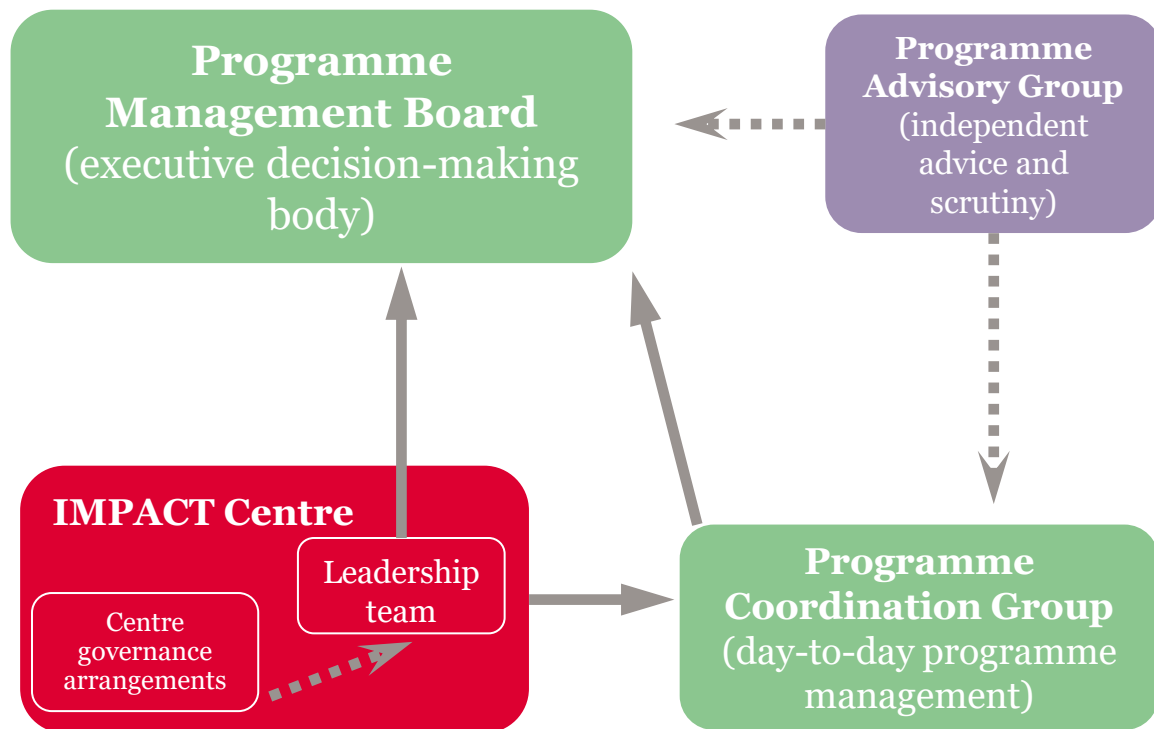 Programme
Management Board
(executive decision-making
body)
Programme
Advisory Group
(independent
advice and
scrutiny)
IMPACT Centre
Leadership
team
Centre
governance
arrangements
Programme
Coordination Group
(day-to-day programme
management)